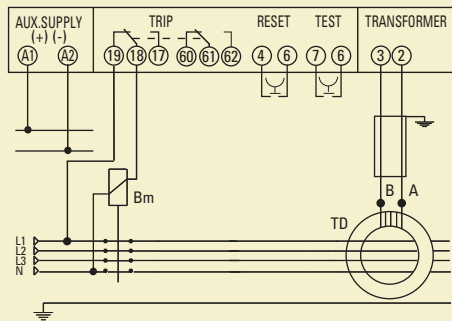 AUX.SUPPLY TRIP RESET TEST TRANSFORMER
(+) (-)
A1 A2 19 18 17 60 61 62 4 6 7 6 3 2
B A
Bm
TD
L1
L2
L3
N